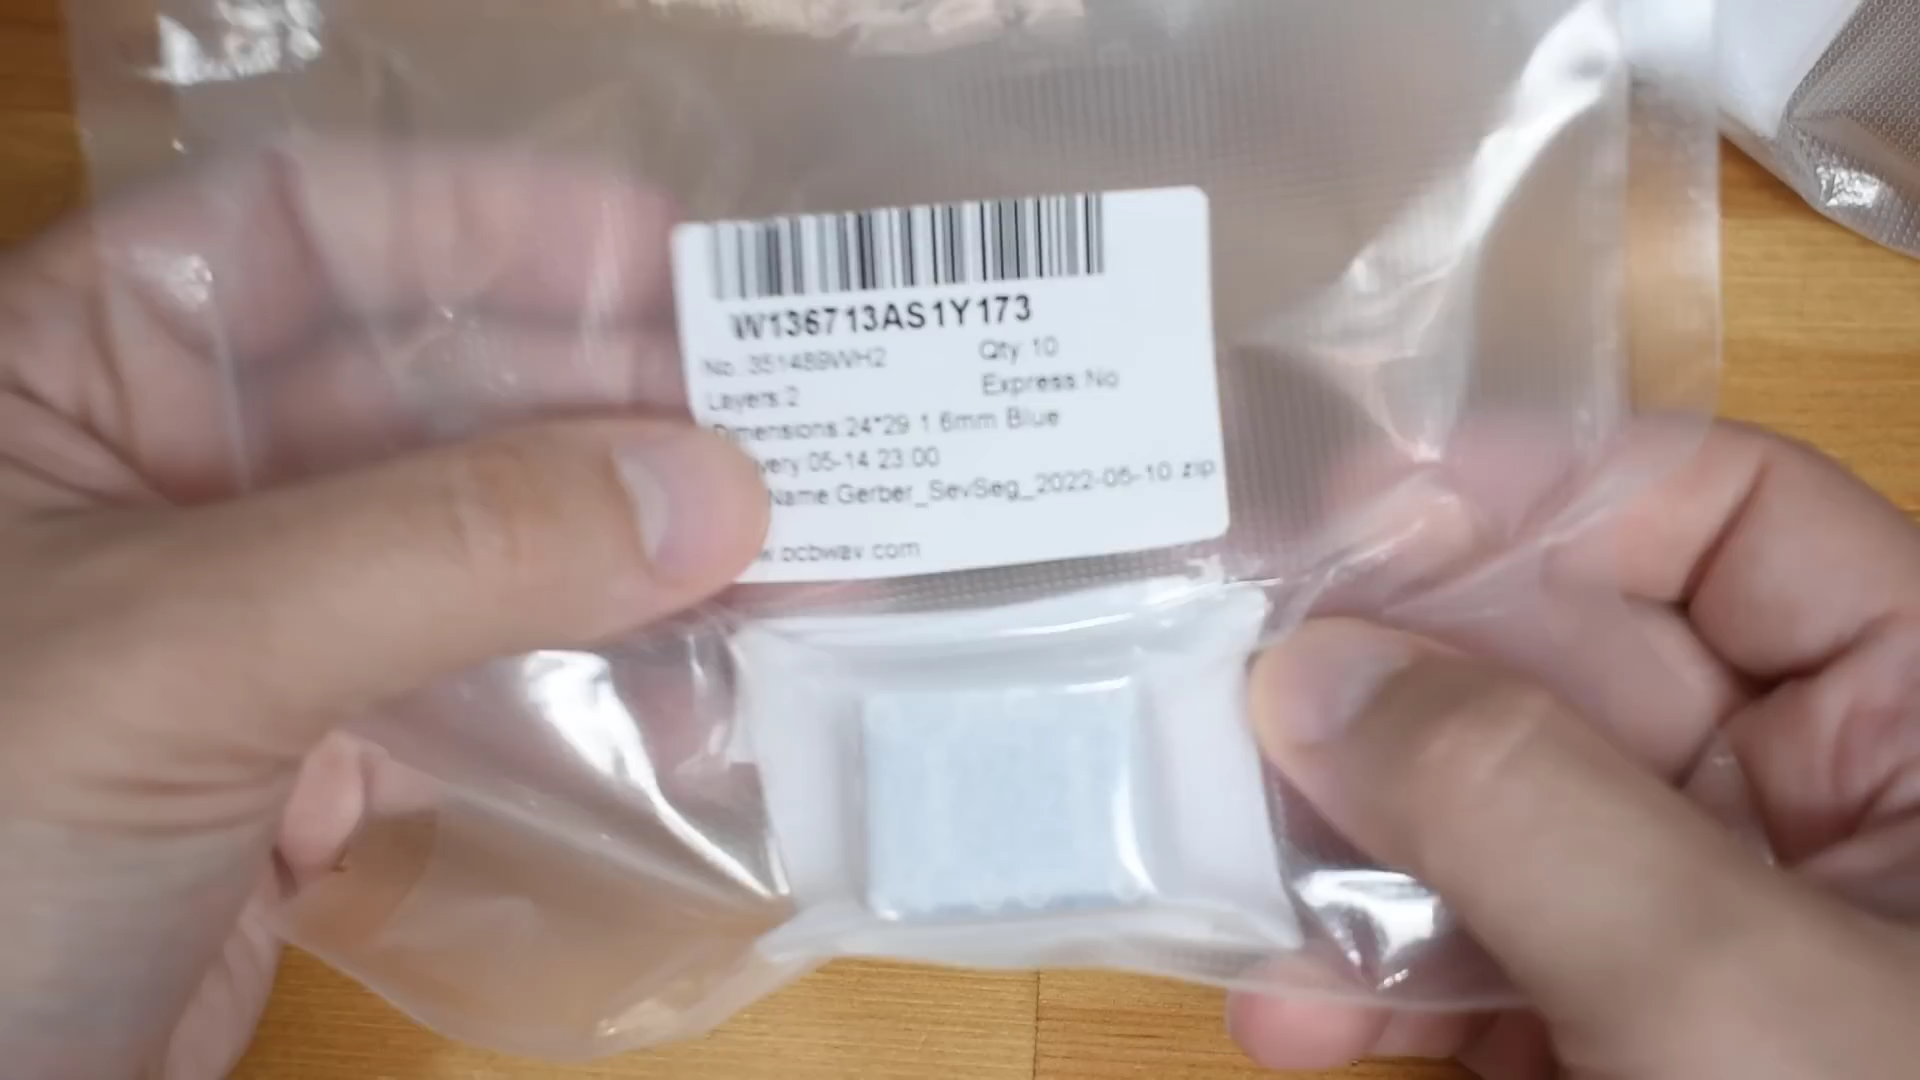 W136713AS1Y173
No.:351489WH2 Qty:10
Layers:2 Express:No
Dimensions:24*29 1.6mm Blue
very:05-14 23:00
Name:Gerber_SevSeg_2022-05-10.zip
w.pcbway.com